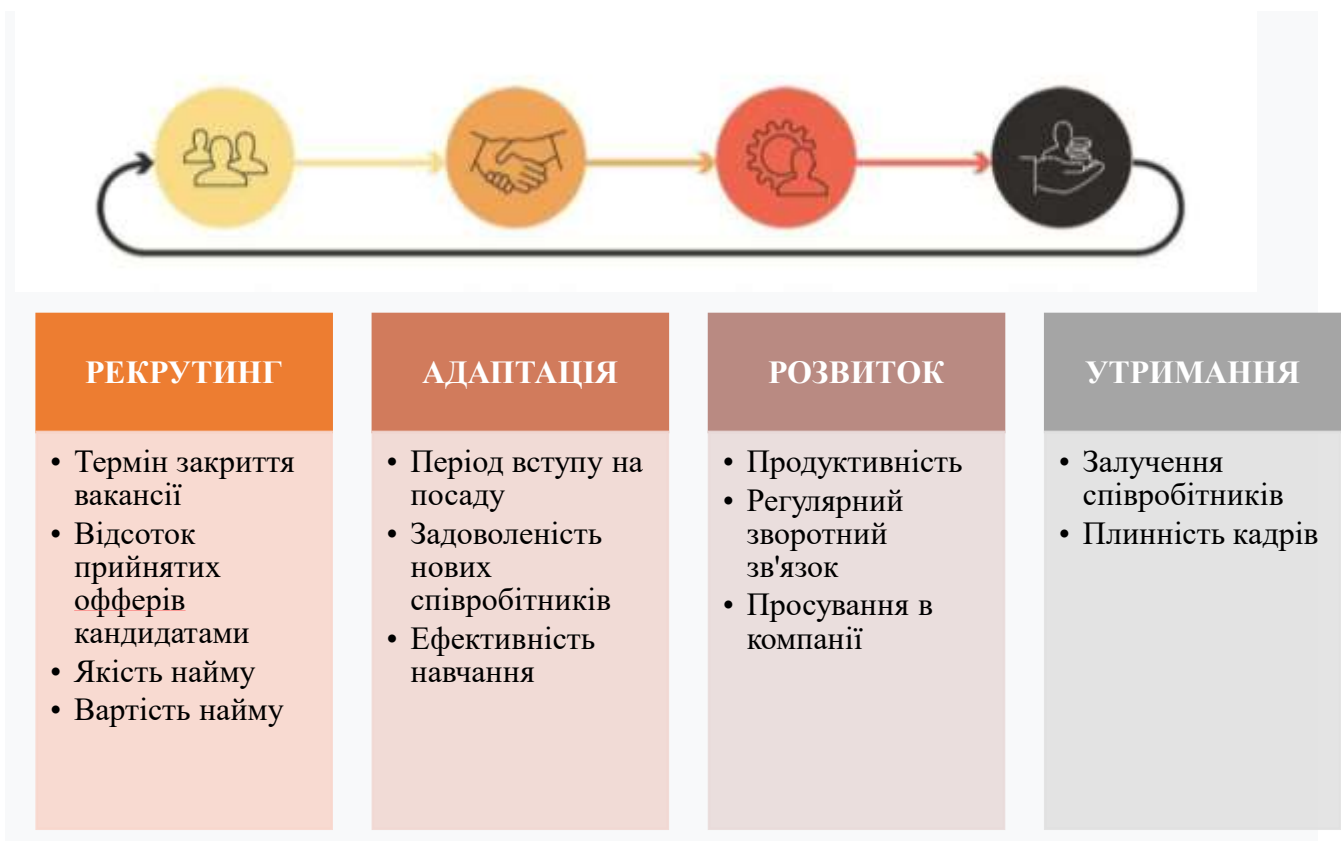 РЕКРУТИНГ
• Термін закриття
вакансії
• Відсоток
прийнятих
офферів
кандидатами
• Якість найму
• Вартість найму
АДАПТАЦІЯ
• Період вступу на
посаду
• Задоволеність
нових
співробітників
• Ефективність
навчання
РОЗВИТОК
• Продуктивність
• Регулярний
зворотний
зв'язок
• Просування в
компанії
УТРИМАННЯ
• Залучення
співробітників
• Плинність кадрів